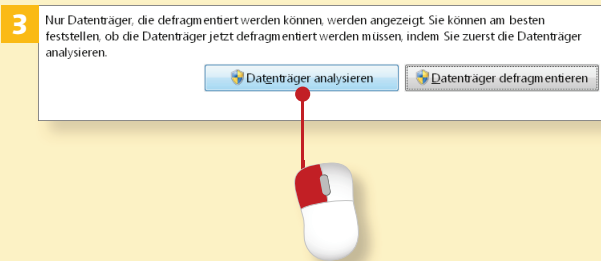 3
Nur Datenträger, die defragmentiert werden können, werden angezeigt. Sie können am besten
feststellen, ob die Datenträger jetzt defragmentiert werden müssen, indem Sie zuerst die Datenträger
analysieren.
Datenträger analysieren
Datenträger defragmentieren